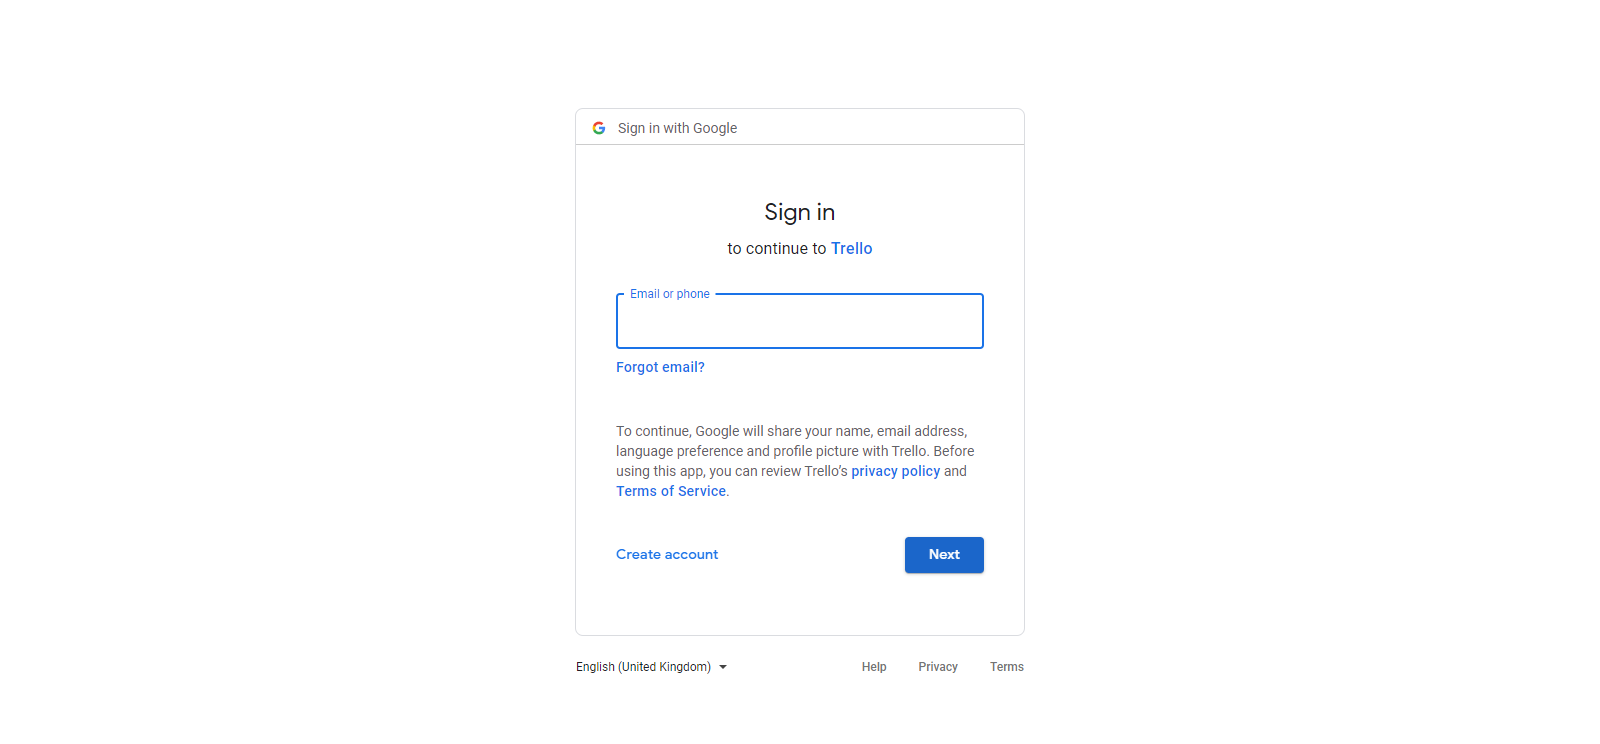 Sign in with Google
Sign in
to continue to Trello
Email or phone
Forgot email?
To continue, Google will share your name, email address,
language preference and profile picture with Trello. Before
using this app, you can review Trello’s privacy policy and
Terms of Service.
Create account
Next
English (United Kingdom)
Help
Privacy
Terms